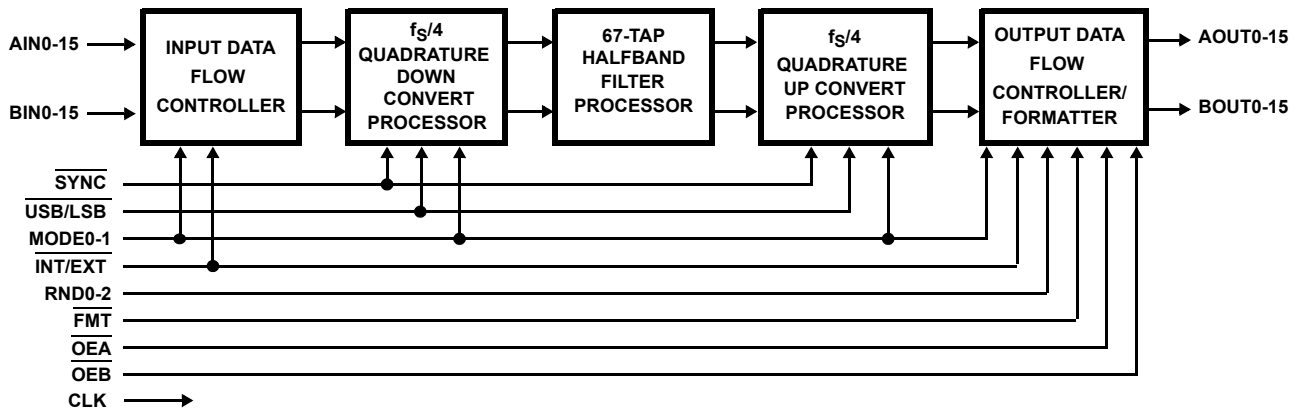 AIN0-15
BIN0-15
INPUT DATA
FLOW
CONTROLLER
fS/4
QUADRATURE
DOWN
CONVERT
PROCESSOR
67-TAP
HALFBAND
FILTER
PROCESSOR
fS/4
QUADRATURE
UP CONVERT
PROCESSOR
OUTPUT DATA
FLOW
CONTROLLER/
FORMATTER
AOUT0-15
BOUT0-15
SYNC
USB/LSB
MODE0-1
INT/EXT
RND0-2
FMT
OEA
OEB
CLK